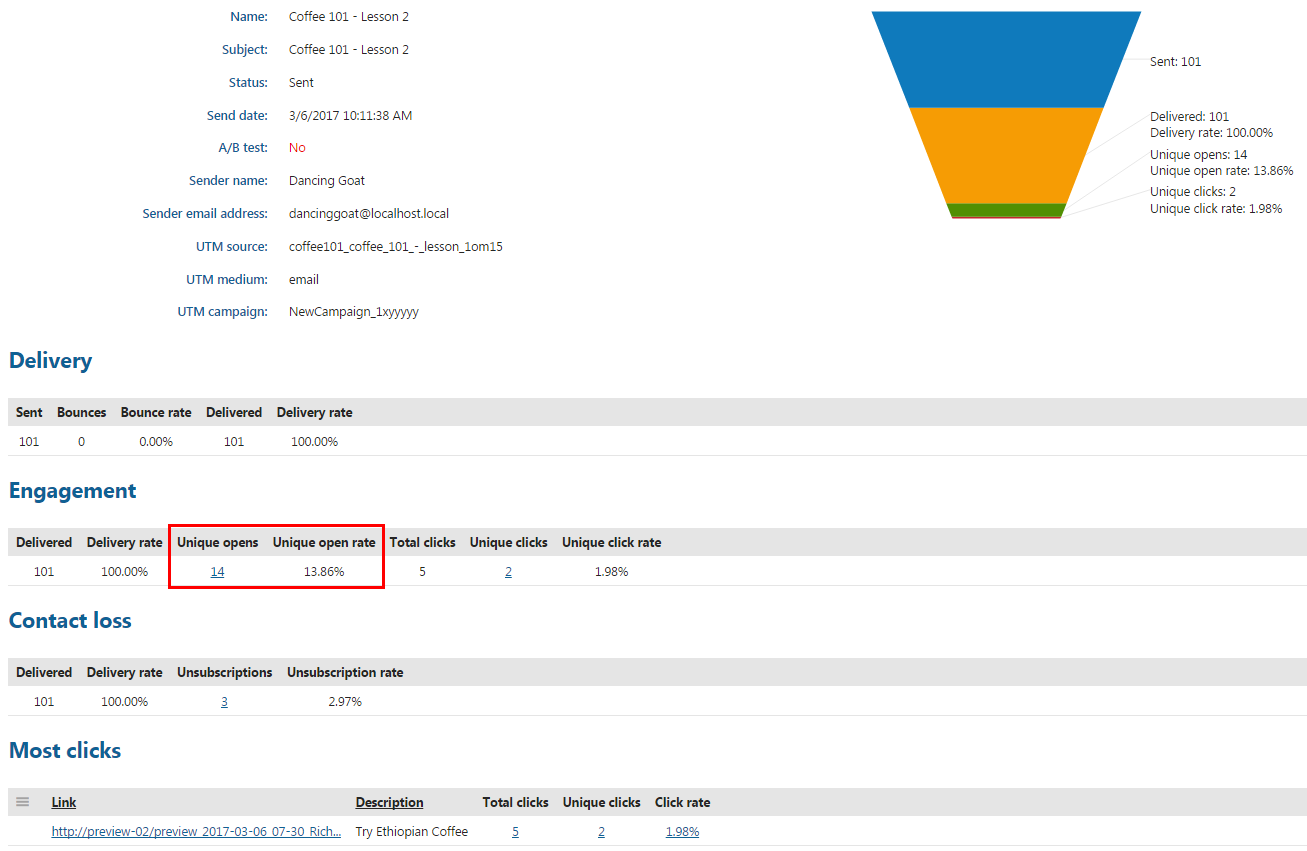 Name: Coffee 101 - Lesson 2
Subject: Coffee 101 - Lesson 2
Status: Sent
Send date: 3/6/2017 10:11:38 AM
A/B test: No
Sender name: Dancing Goat
Sender email address: dancinggoat@localhost.local
UTM source: coffee101_coffee_101_-_lesson_1om15
UTM medium: email
UTM campaign: NewCampaign_1xyyyyy
Sent: 101
Delivered: 101
Delivery rate: 100.00%
Unique opens: 14
Unique open rate: 13.86%
Unique clicks: 2
Unique click rate: 1.98%
Delivery
Sent Bounces Bounce rate Delivered Delivery rate
101 0 0.00% 101 100.00%
Engagement
Delivered Delivery rate Unique opens Unique open rate Total clicks Unique clicks Unique click rate
101 100.00% 14 13.86% 5 2 1.98%
Contact loss
Delivered Delivery rate Unsubscriptions Unsubscription rate
101 100.00% 3 2.97%
Most clicks
Link Description Total clicks Unique clicks Click rate
http://preview-02/preview_2017-03-06_07-30_Rich... Try Ethiopian Coffee 5 2 1.98%